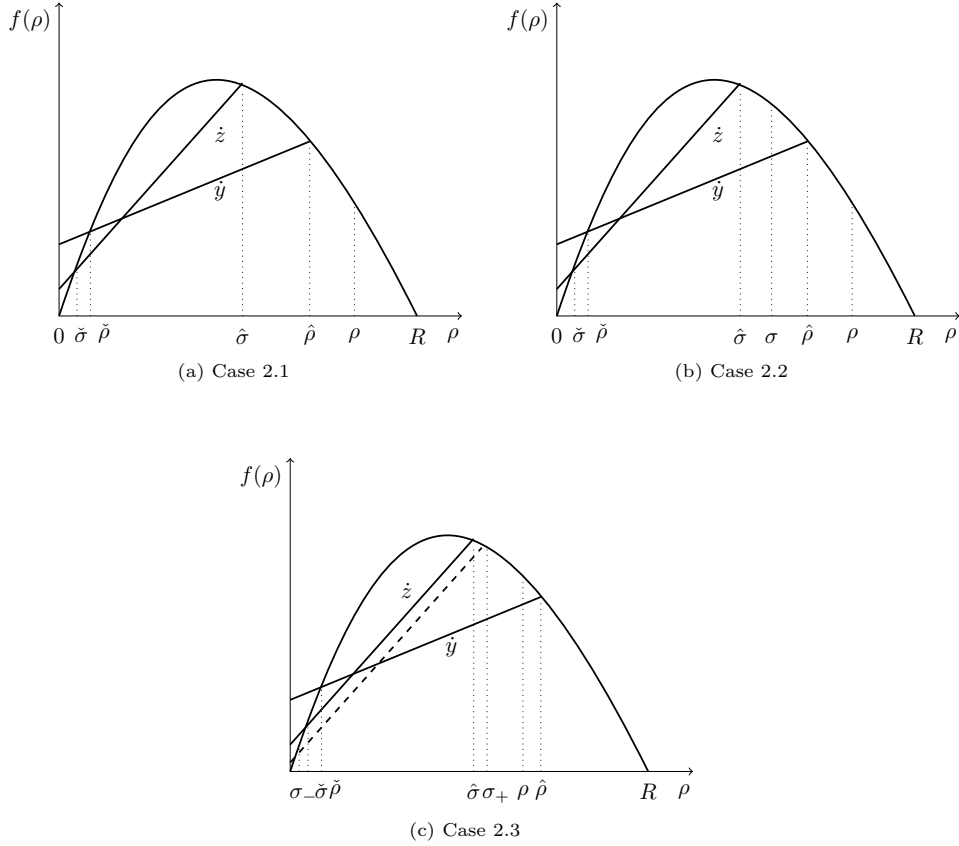 f(ρ)
ż
ẏ
0 σ̌ ρ̌ σ̂ ρ̂ ρ R ρ
(a) Case 2.1
f(ρ)
ż
ẏ
0 σ̌ ρ̌ σ̂ σ ρ̂ ρ R ρ
(b) Case 2.2
f(ρ)
ż
ẏ
σ₋ σ̌ ρ̌ σ̂ σ₊ ρ ρ̂ R ρ
(c) Case 2.3